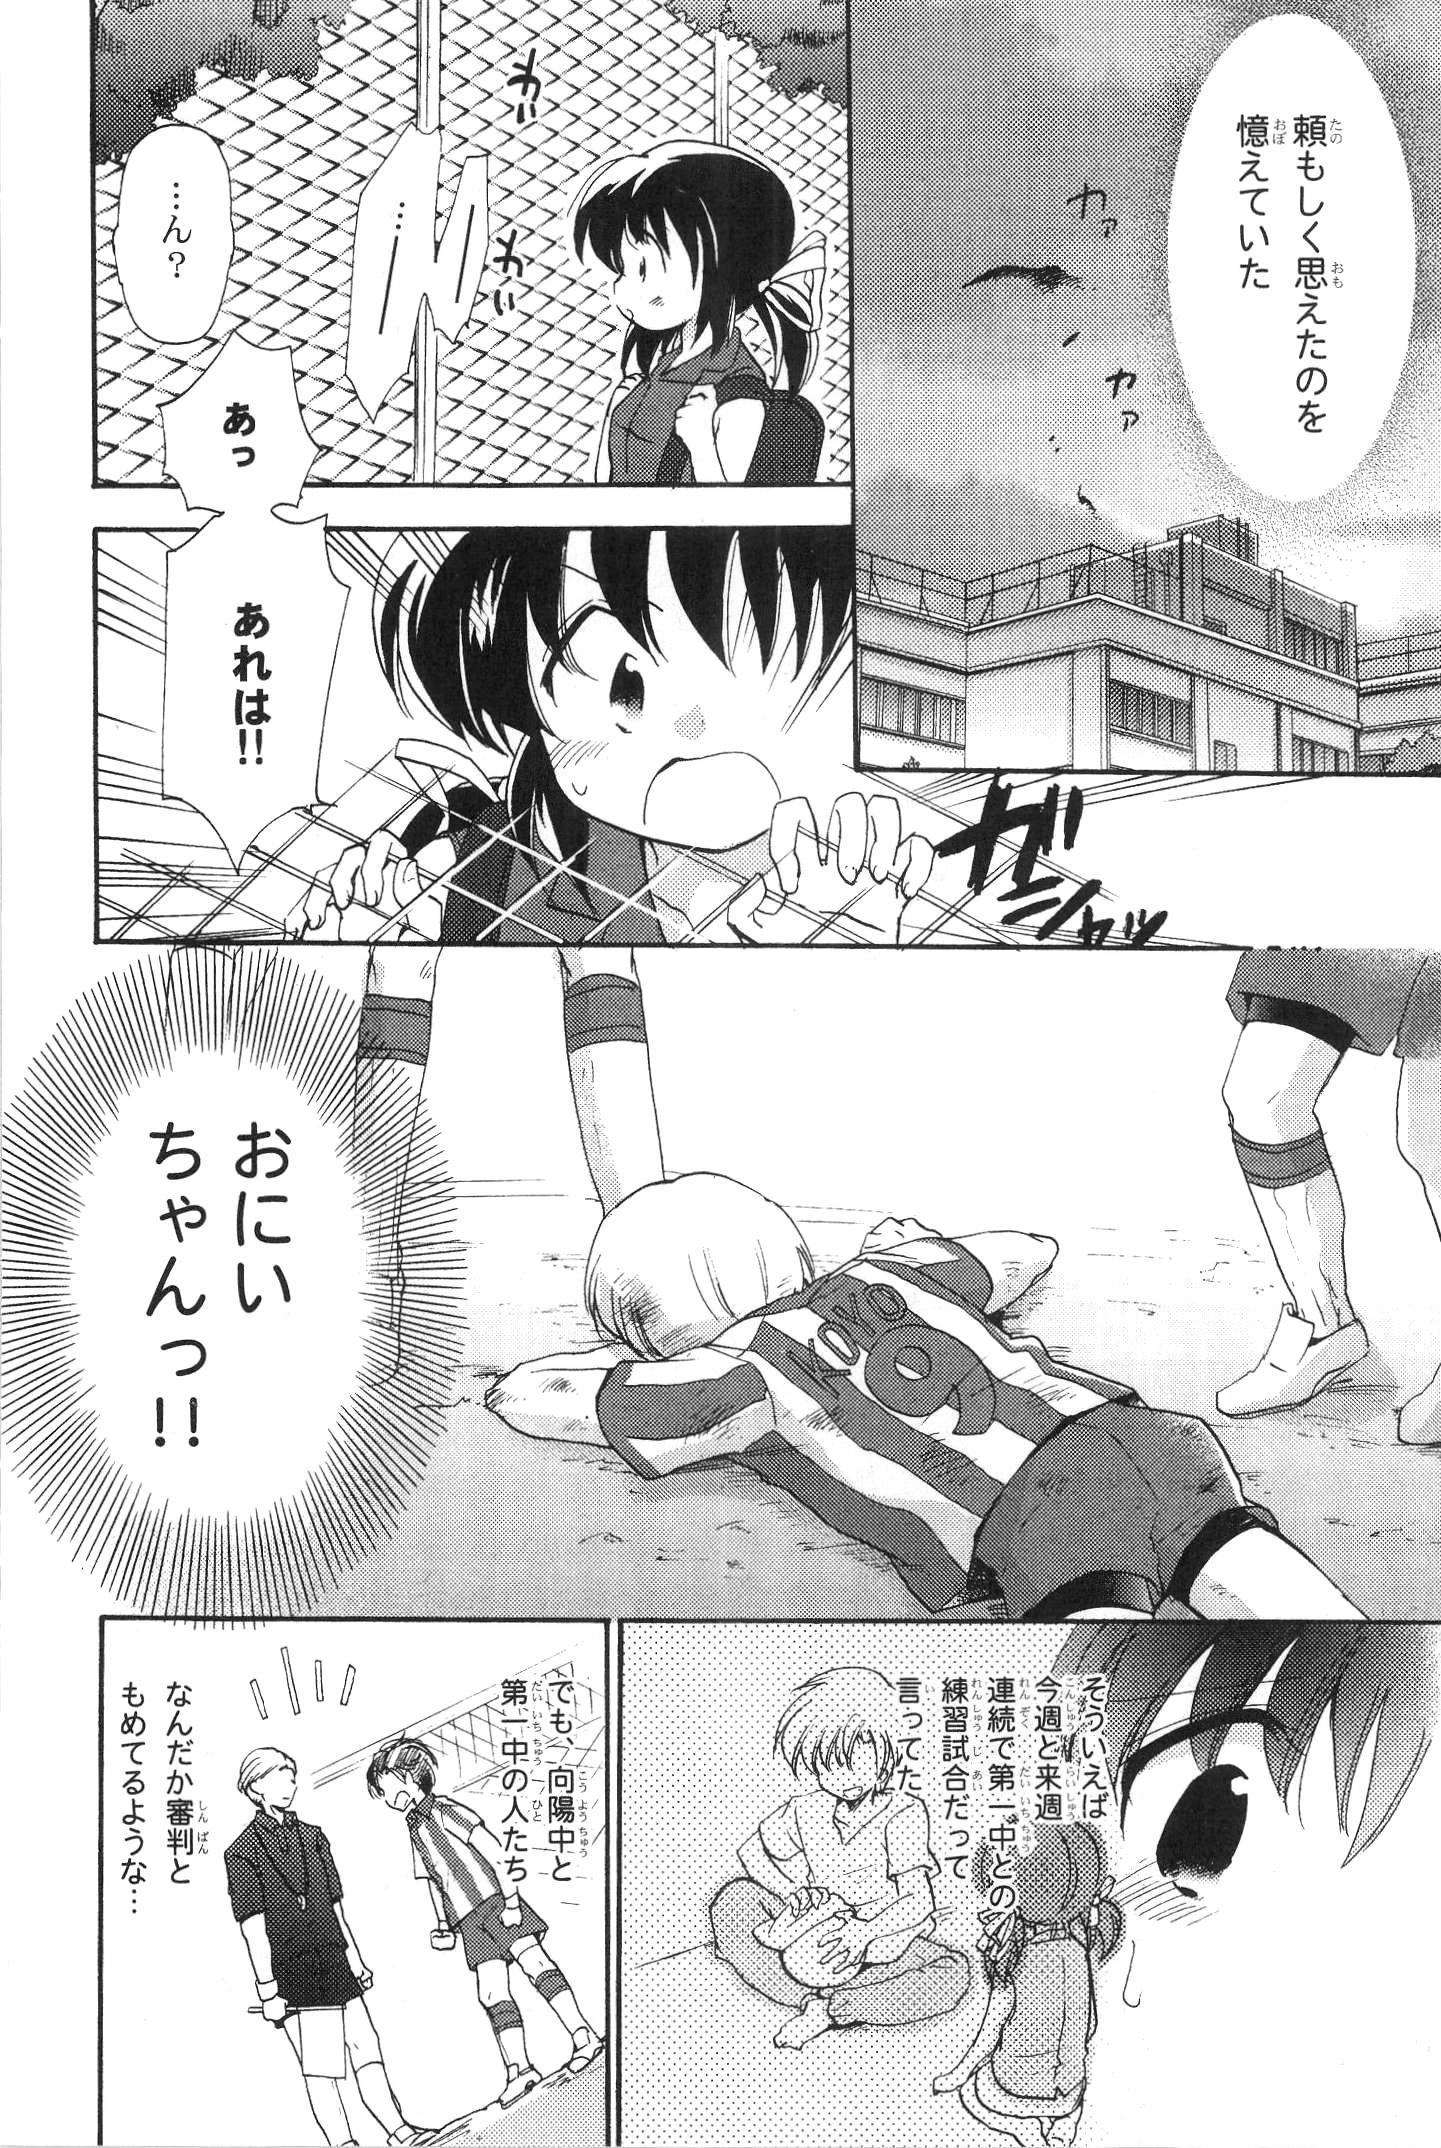 頼もしく思えたのを
憶えていた
カァ
カァ
わぃ
わぃ
…ん?
あっ
あれは!!
ガシャッ
おにい
ちゃんっ!!
KOYO
そういえば
今週と来週
連続で第一中との
練習試合だって
言ってた
でも、向陽中と
第一中の人たち
なんだか審判と
もめてるような…